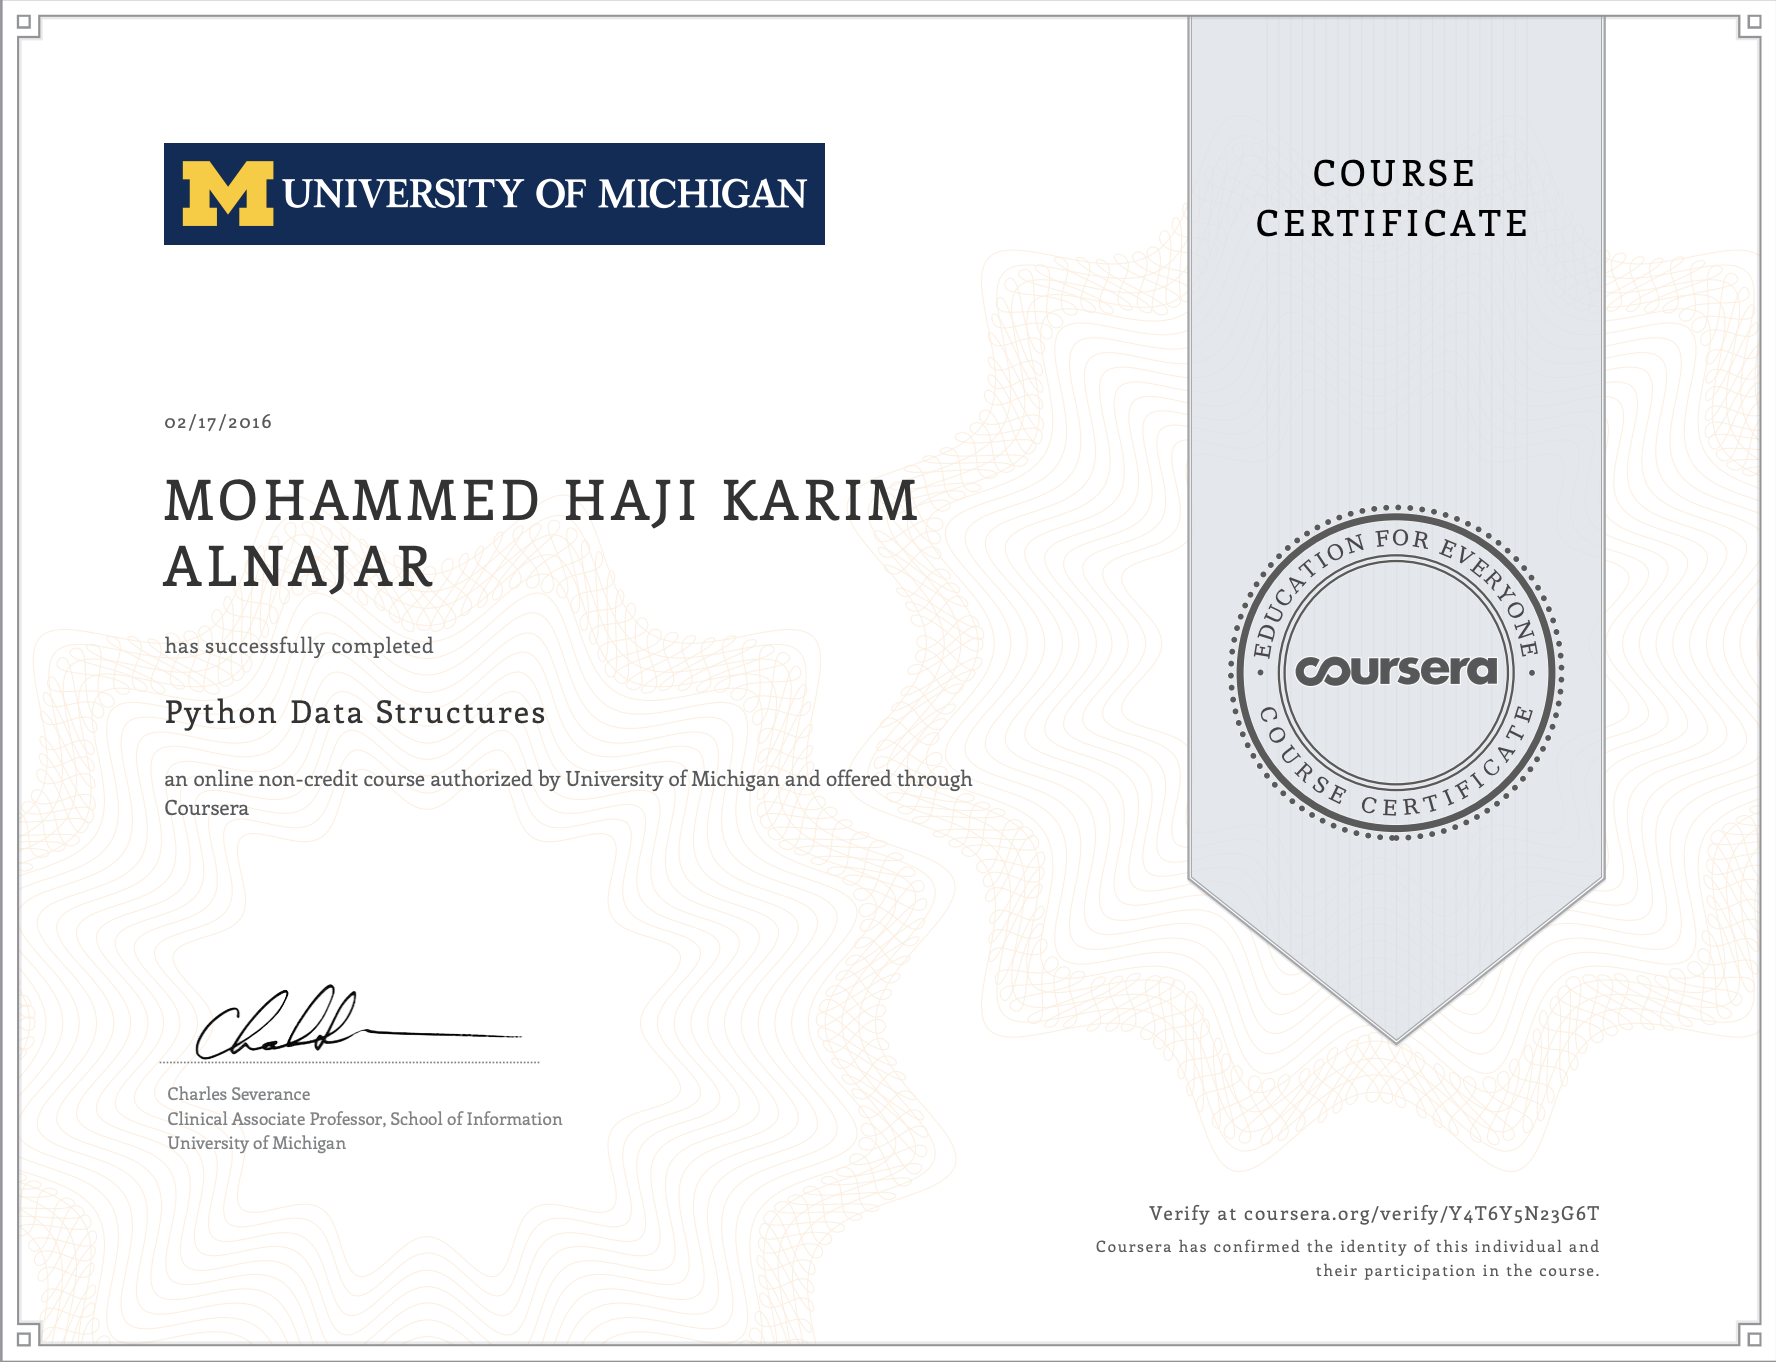 M UNIVERSITY OF MICHIGAN
COURSE
CERTIFICATE
02/17/2016
MOHAMMED HAJI KARIM
ALNAJAR
has successfully completed
Python Data Structures
an online non-credit course authorized by University of Michigan and offered through
Coursera
EDUCATION FOR EVERYONE
coursera
COURSE CERTIFICATE
Charles Severance
Clinical Associate Professor, School of Information
University of Michigan
Verify at coursera.org/verify/Y4T6Y5N23G6T
Coursera has confirmed the identity of this individual and
their participation in the course.